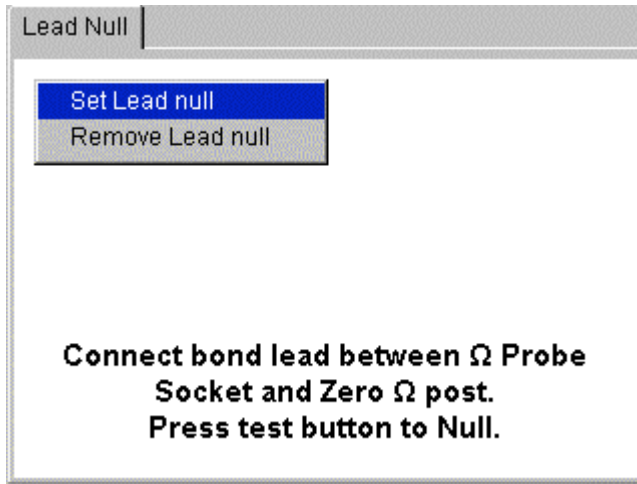 Lead Null
Set Lead null
Remove Lead null
Connect bond lead between Ω Probe
Socket and Zero Ω post.
Press test button to Null.